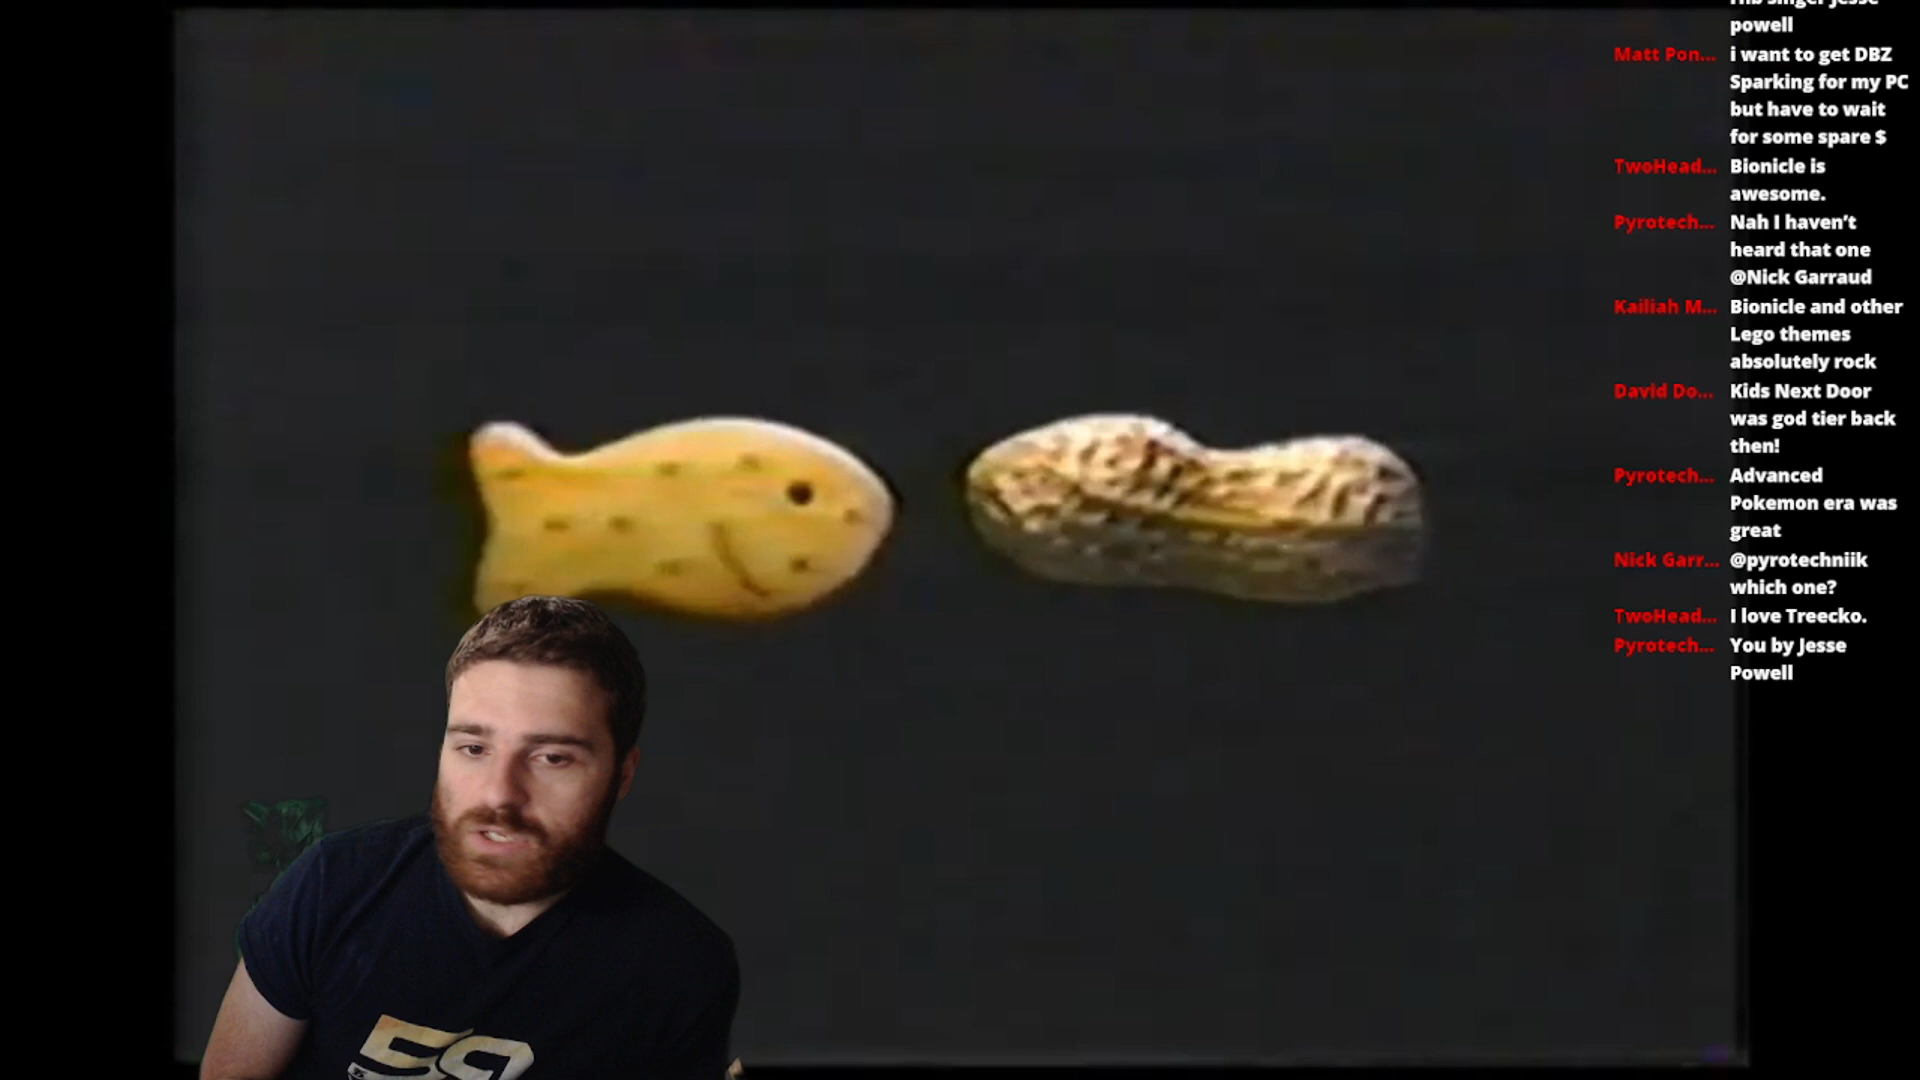 powell
Matt Pon... i want to get DBZ
Sparking for my PC
but have to wait
for some spare $
TwoHead... Bionicle is
awesome.
Pyrotech... Nah I haven't
heard that one
@Nick Garraud
Kailiah M... Bionicle and other
Lego themes
absolutely rock
David Do... Kids Next Door
was god tier back
then!
Pyrotech... Advanced
Pokemon era was
great
Nick Garr... @pyrotechniik
which one?
TwoHead... I love Treecko.
Pyrotech... You by Jesse
Powell
59